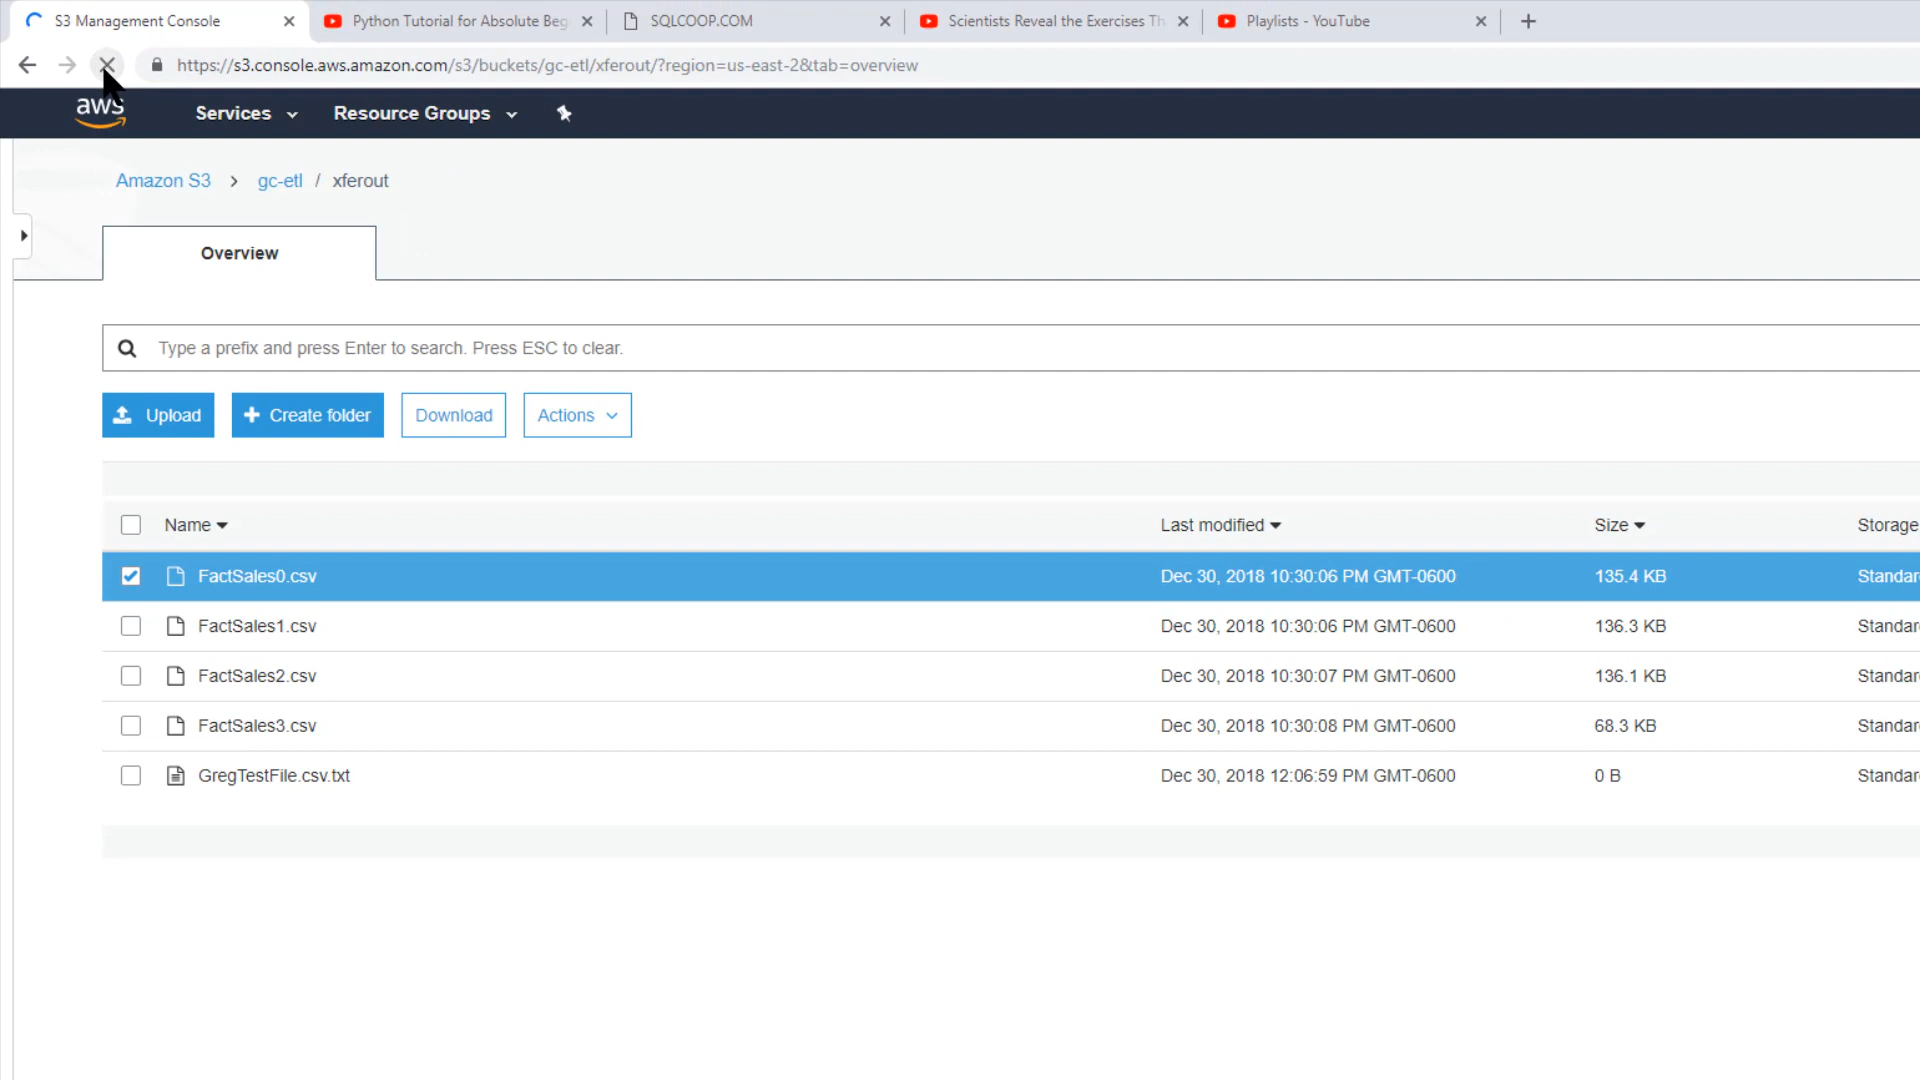 S3 Management Console
Python Tutorial for Absolute Beg
SQLCOOP.COM
Scientists Reveal the Exercises Th
Playlists - YouTube
https://s3.console.aws.amazon.com/s3/buckets/gc-etl/xferout/?region=us-east-2&tab=overview
aws
Services
Resource Groups
Amazon S3 > gc-etl / xferout
Overview
Type a prefix and press Enter to search. Press ESC to clear.
Upload
+ Create folder
Download
Actions
Name Last modified Size Storage
FactSales0.csv Dec 30, 2018 10:30:06 PM GMT-0600 135.4 KB Standar
FactSales1.csv Dec 30, 2018 10:30:06 PM GMT-0600 136.3 KB Standar
FactSales2.csv Dec 30, 2018 10:30:07 PM GMT-0600 136.1 KB Standar
FactSales3.csv Dec 30, 2018 10:30:08 PM GMT-0600 68.3 KB Standar
GregTestFile.csv.txt Dec 30, 2018 12:06:59 PM GMT-0600 0 B Standar